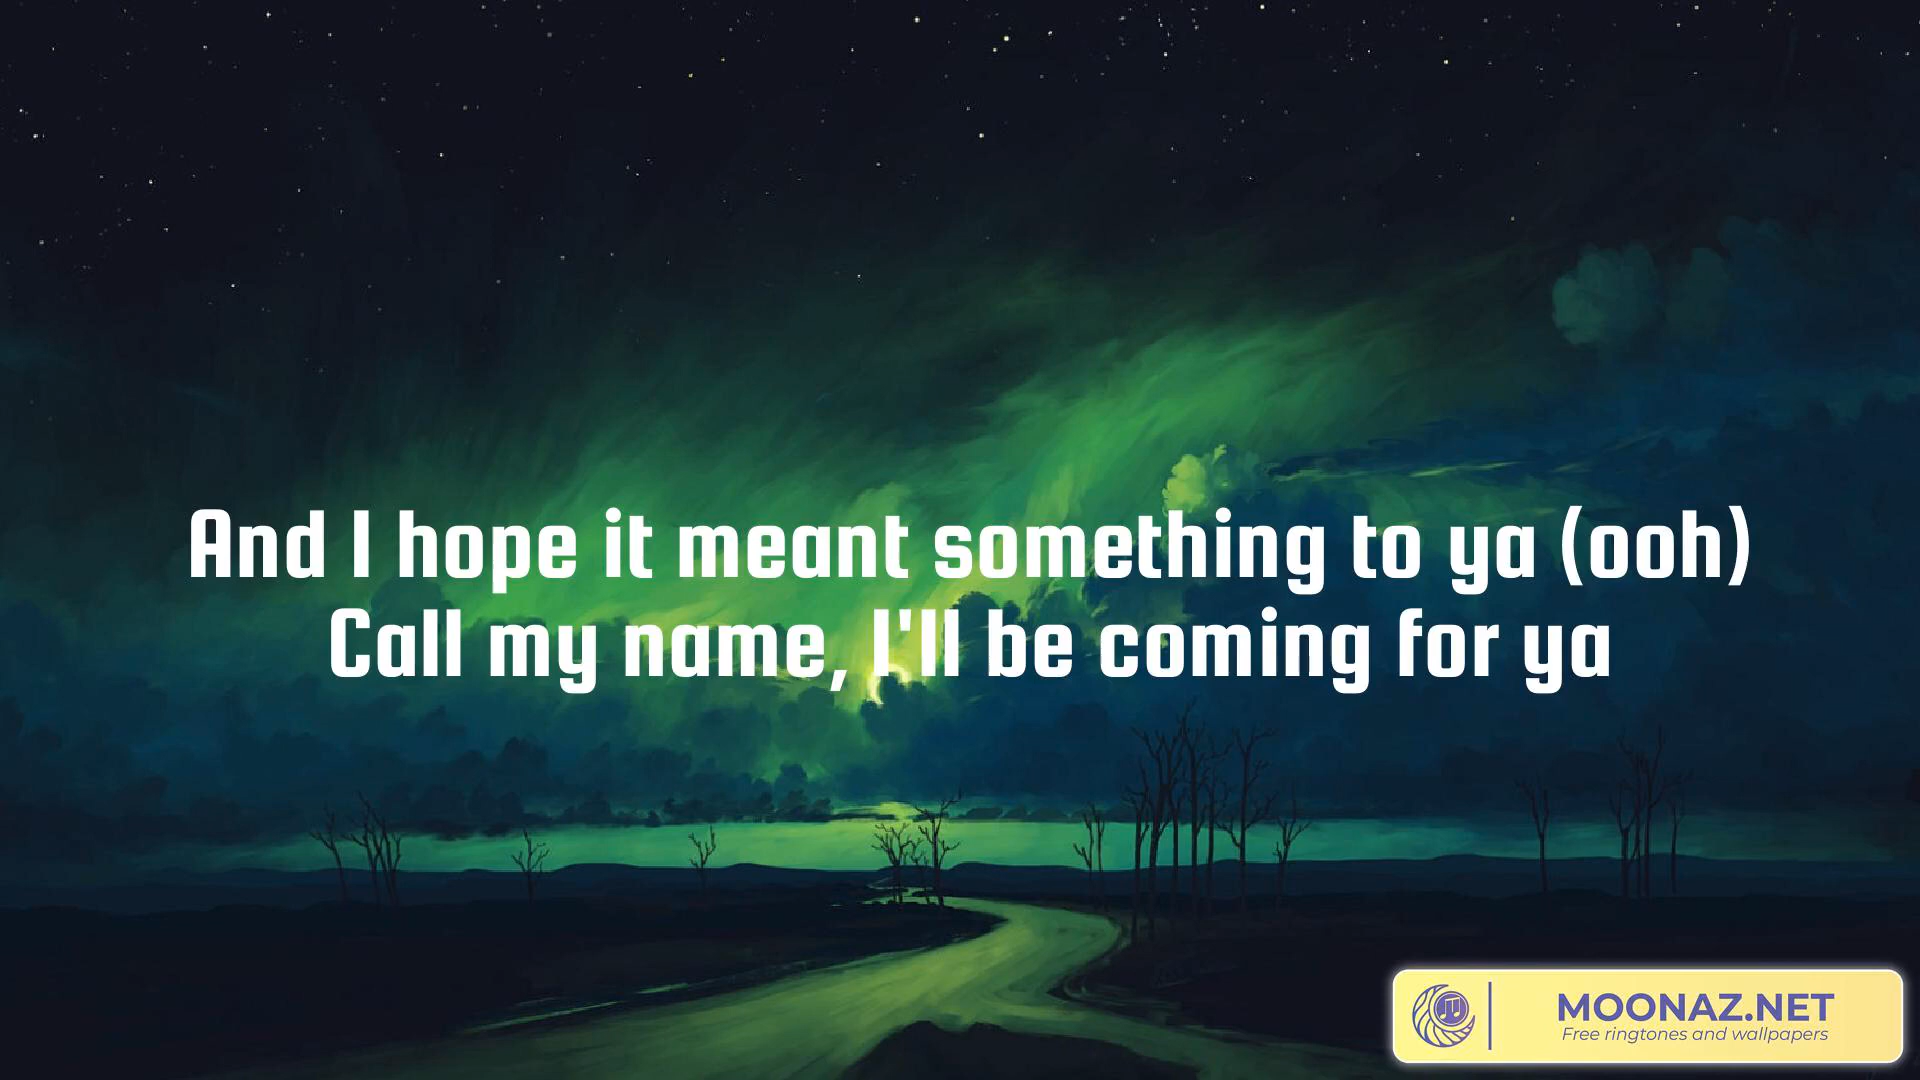 And I hope it meant something to ya (ooh)
Call my name, I'll be coming for ya
MOONAZ.NET
Free ringtones and wallpapers